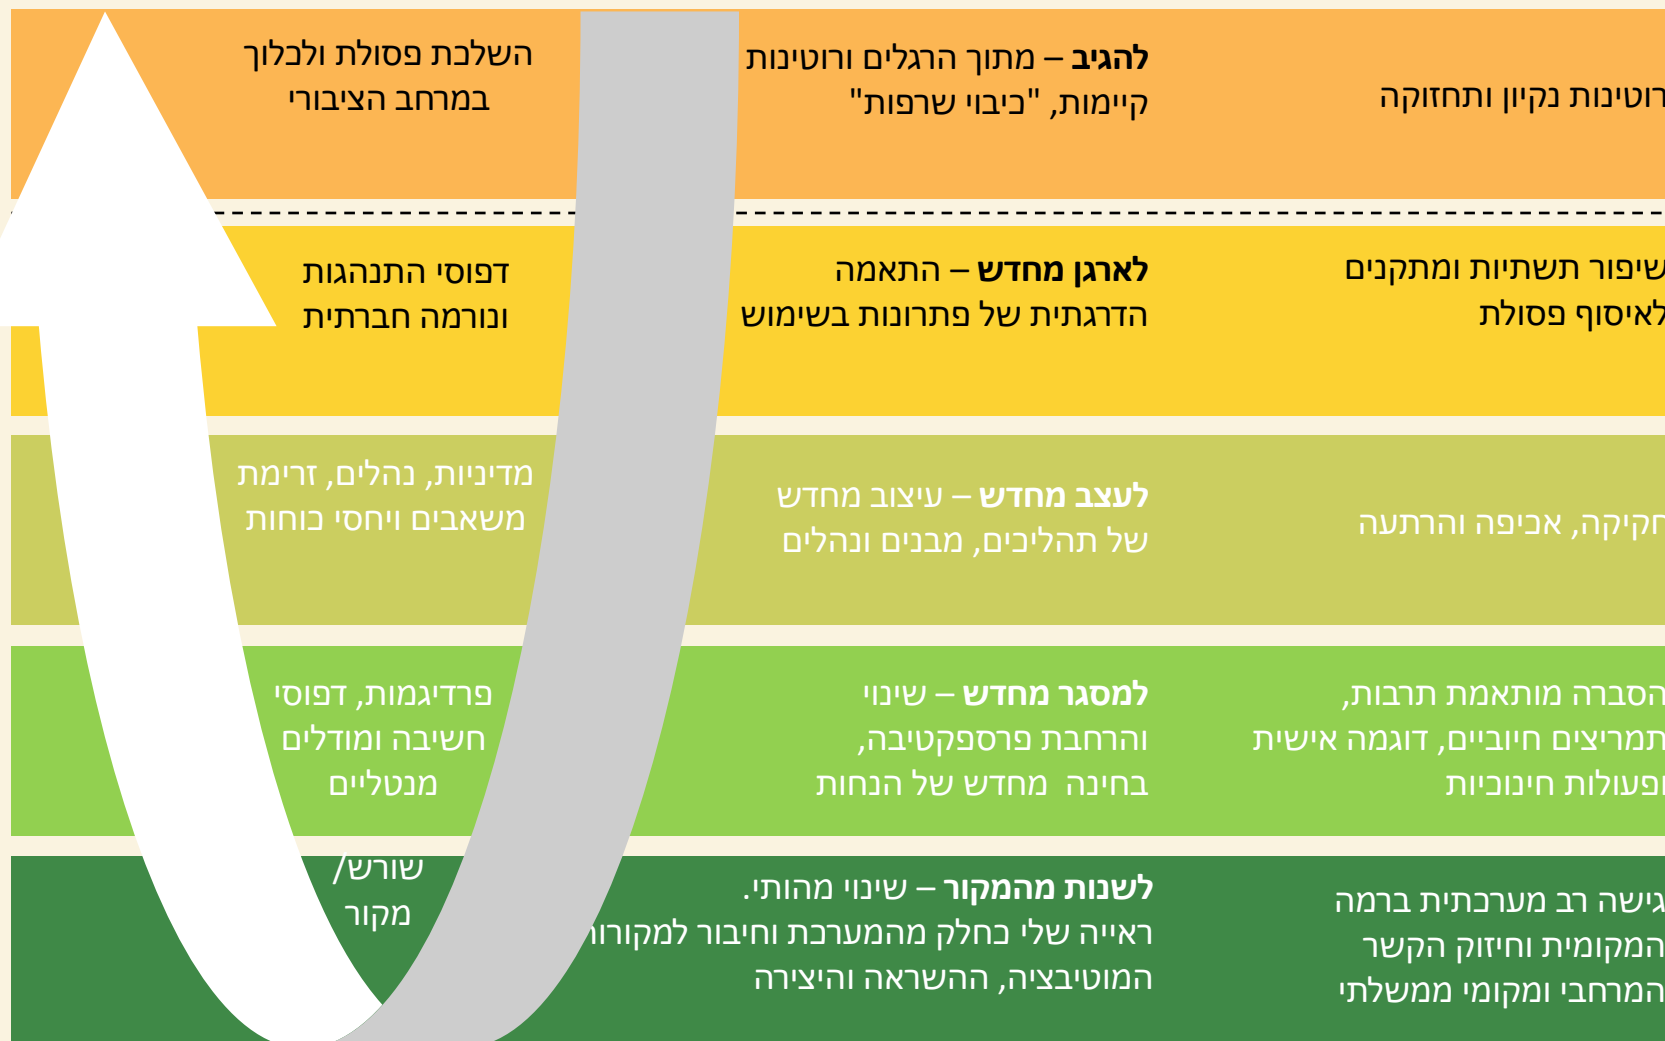 רוטינות נקיון ותחזוקה
להגיב – מתוך הרגלים ורוטינות
קיימות, "כיבוי שרפות"
השלכת פסולת ולכלוך
במרחב הציבורי
שיפור תשתיות ומתקנים
לאיסוף פסולת
לארגן מחדש – התאמה
הדרגתית של פתרונות בשימוש
דפוסי התנהגות
ונורמה חברתית
חקיקה, אכיפה והרתעה
לעצב מחדש – עיצוב מחדש
של תהליכים, מבנים ונהלים
מדיניות, נהלים, זרימת
משאבים ויחסי כוחות
הסברה מותאמת תרבות,
תמריצים חיוביים, דוגמה אישית
ופעולות חינוכיות
למסגר מחדש – שינוי
והרחבת פרספקטיבה,
בחינה מחדש של הנחות
פרדיגמות, דפוסי
חשיבה ומודלים
מנטליים
גישה רב מערכתית ברמה
המקומית וחיזוק הקשר
המרחבי ומקומי ממשלתי
לשנות מהמקור – שינוי מהותי.
ראייה שלי כחלק מהמערכת וחיבור למקורות
המוטיבציה, ההשראה והיצירה
שורש/
מקור